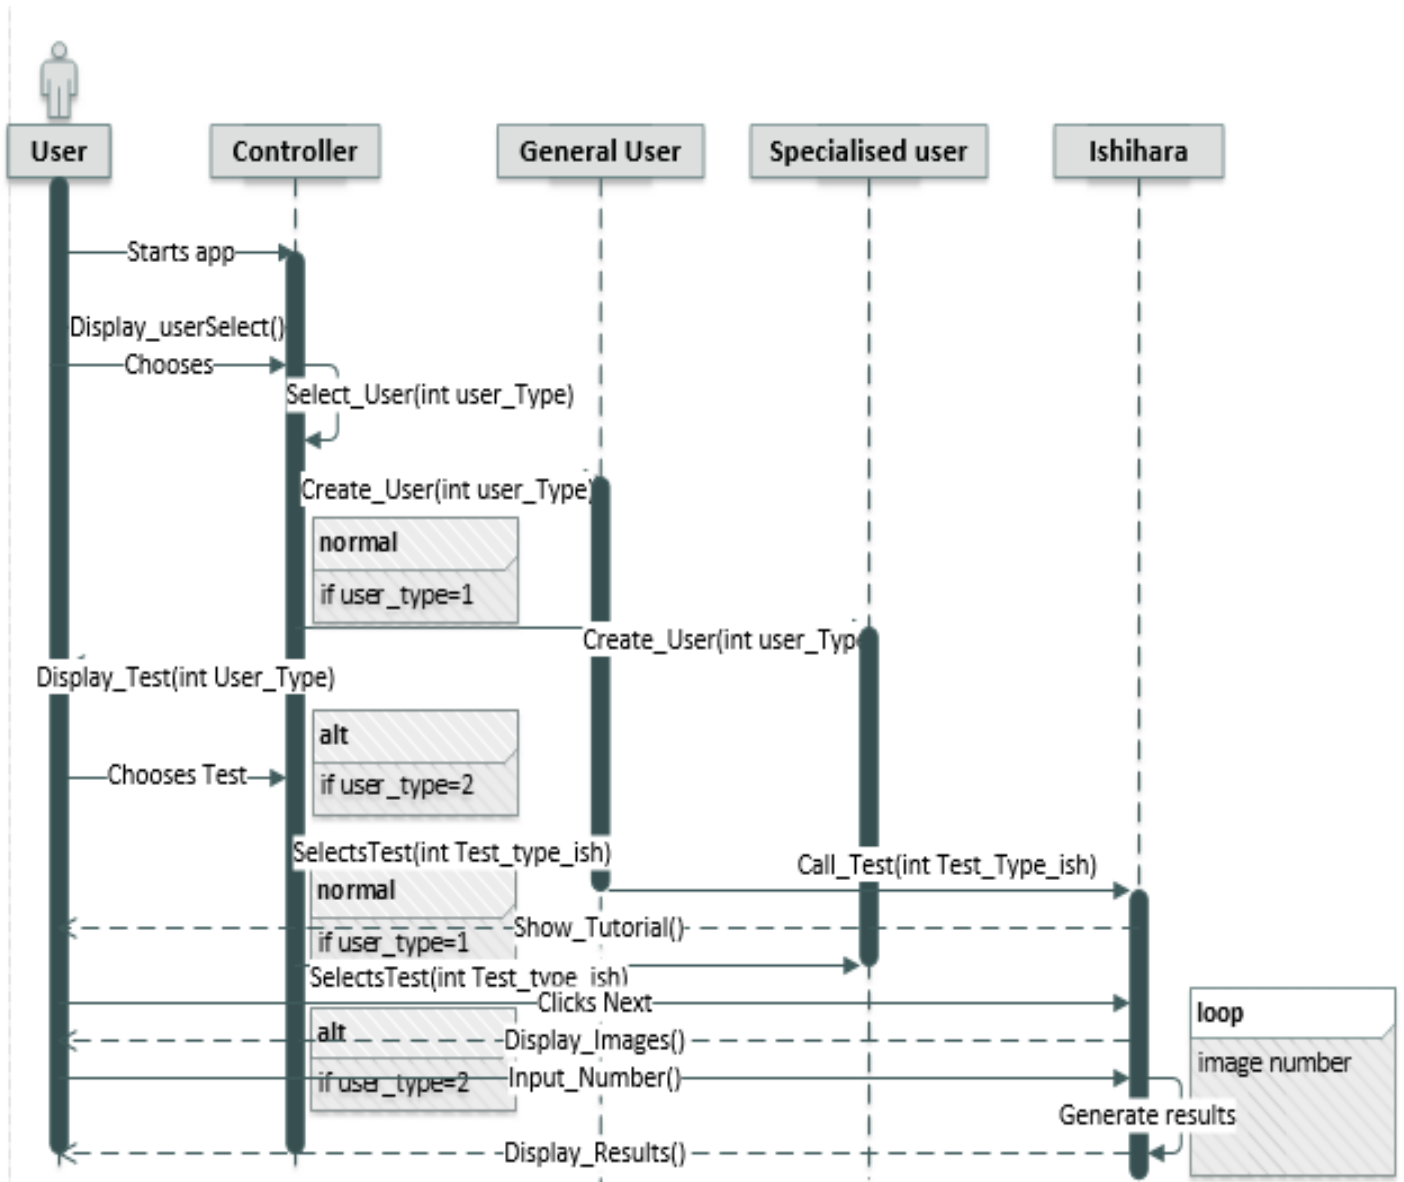 User
Controller
General User
Specialised user
Ishihara
Starts app
Display_userSelect()
Chooses
Select_User(int user_Type)
Create_User(int user_Type)
normal
if user_type=1
Create_User(int user_Typ
Display_Test(int User_Type)
alt
Chooses Test
if user_type=2
SelectsTest(int Test_type_ish)
Call_Test(int Test_Type_ish)
normal
Show_Tutorial()
if user_type=1
SelectsTest(int Test_type_ish)
Clicks Next
loop
alt
Display_Images()
image number
if user_type=2
Input_Number()
Generate results
Display_Results()